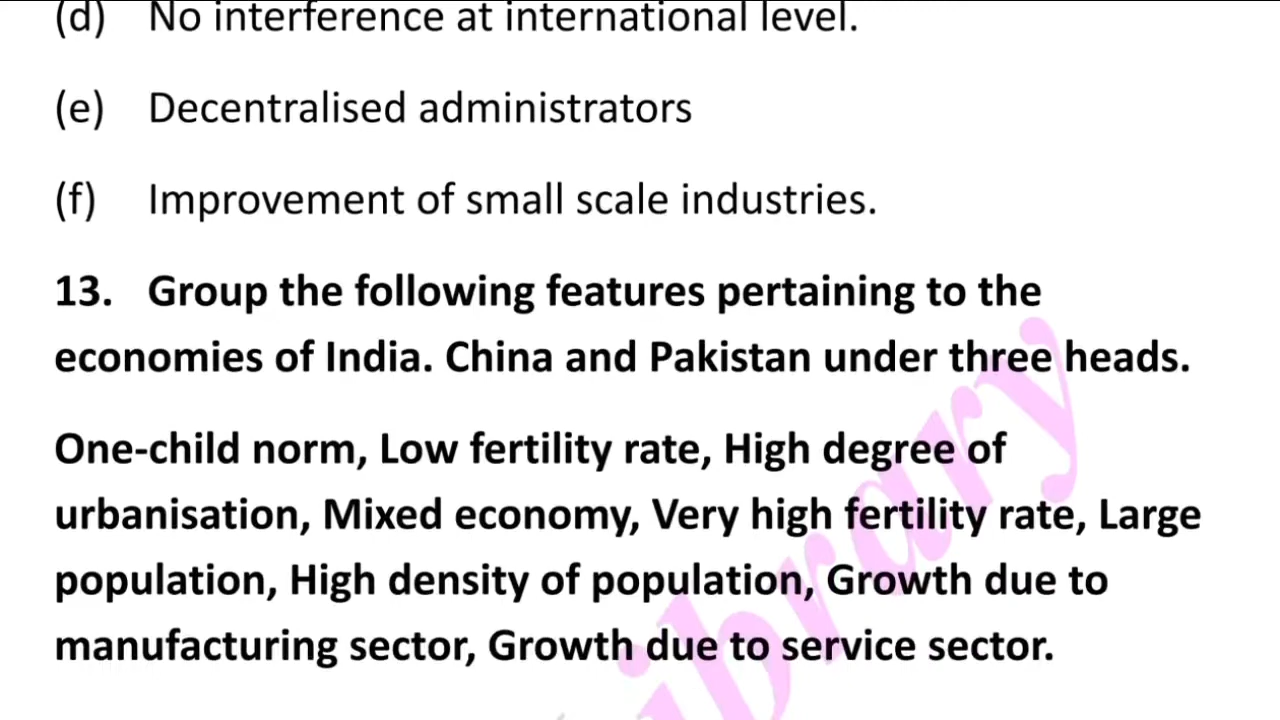 (d) No interference at international level.
(e) Decentralised administrators
(f) Improvement of small scale industries.
13. Group the following features pertaining to the
economies of India. China and Pakistan under three heads.
One-child norm, Low fertility rate, High degree of
urbanisation, Mixed economy, Very high fertility rate, Large
population, High density of population, Growth due to
manufacturing sector, Growth due to service sector.